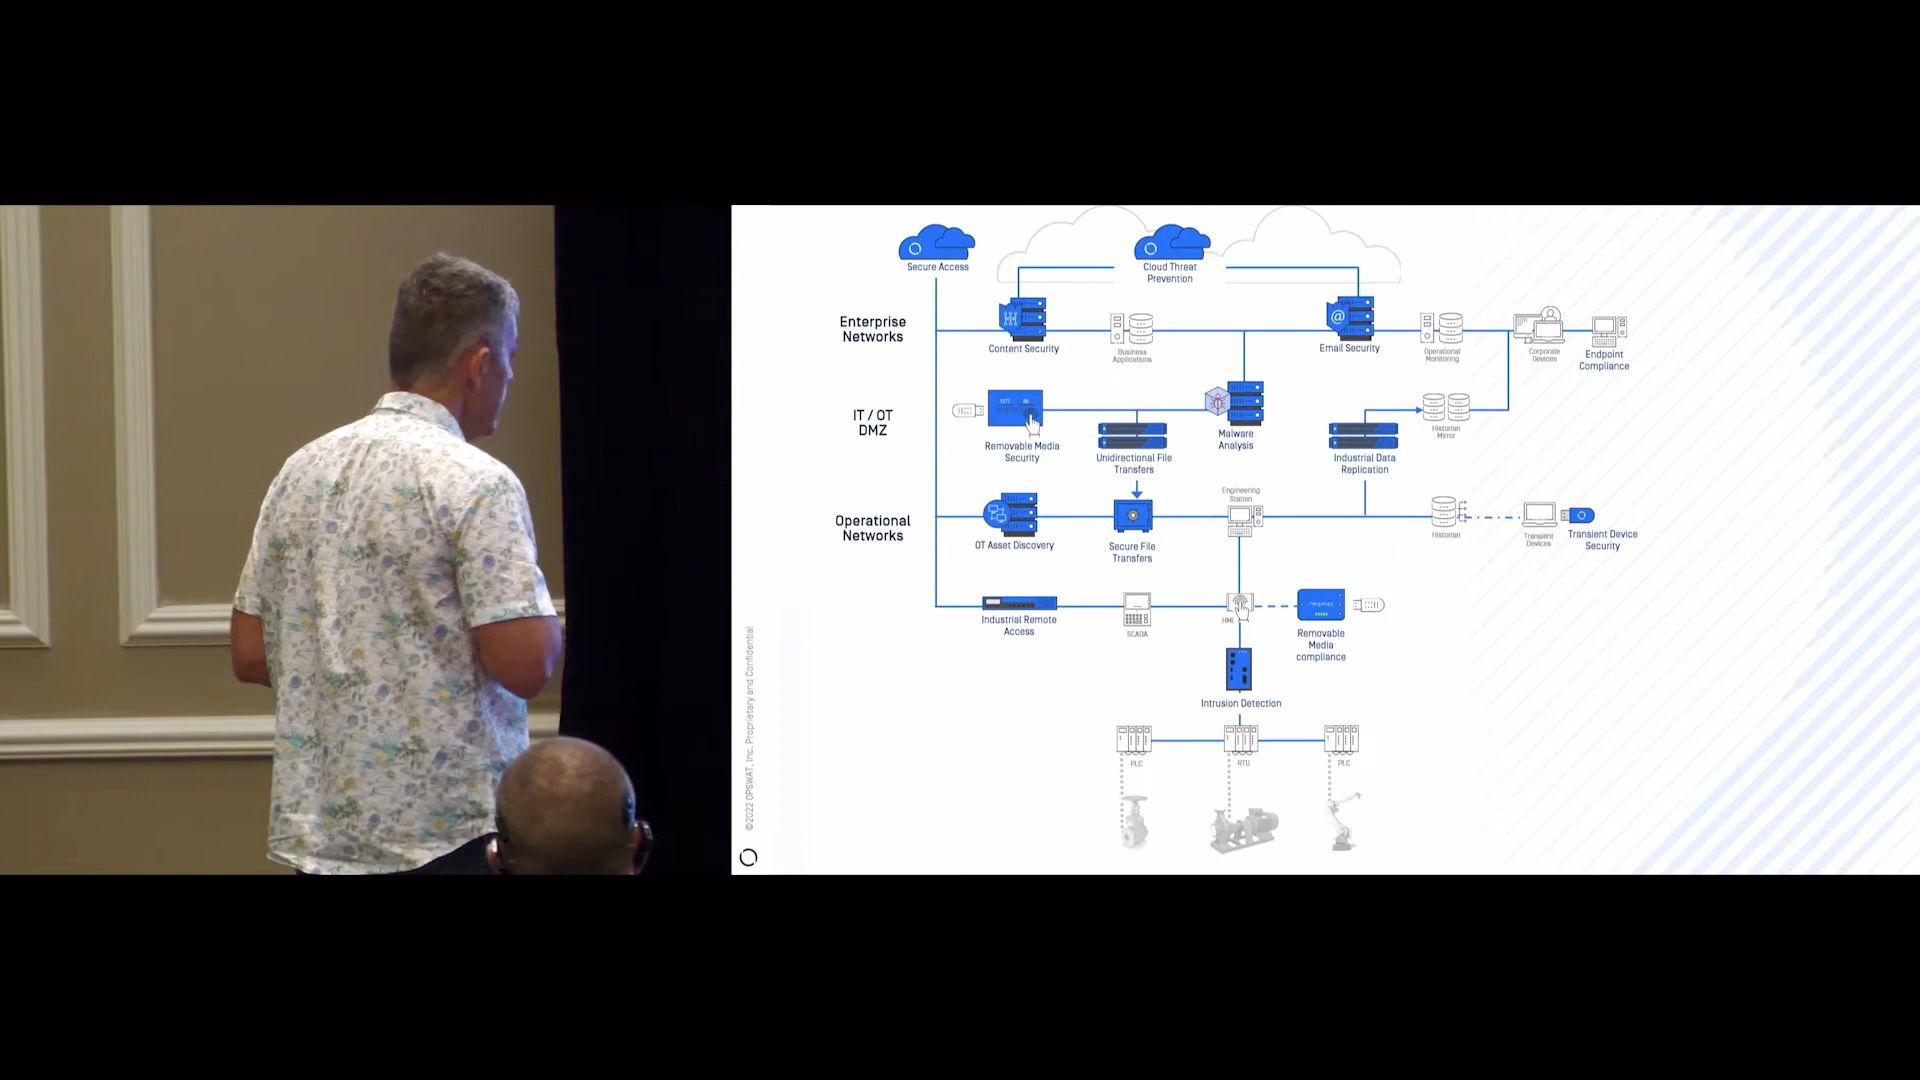 Secure Access
Cloud Threat
Prevention
Enterprise
Networks
Content Security
Business
Applications
@
Email Security
Operational
Monitoring
Corporate
Devices
Endpoint
Compliance
IT / OT
DMZ
Removable Media
Security
Unidirectional File
Transfers
Malware
Analysis
Industrial Data
Replication
Historian
Mirror
Operational
Networks
OT Asset Discovery
Secure File
Transfers
Engineering
Station
Historian
Transient
Devices
Transient Device
Security
Industrial Remote
Access
SCADA
HMI
OPSWAT
Removable
Media
compliance
Intrusion Detection
PLC
RTU
PLC
©2022 OPSWAT, Inc. Proprietary and Confidential